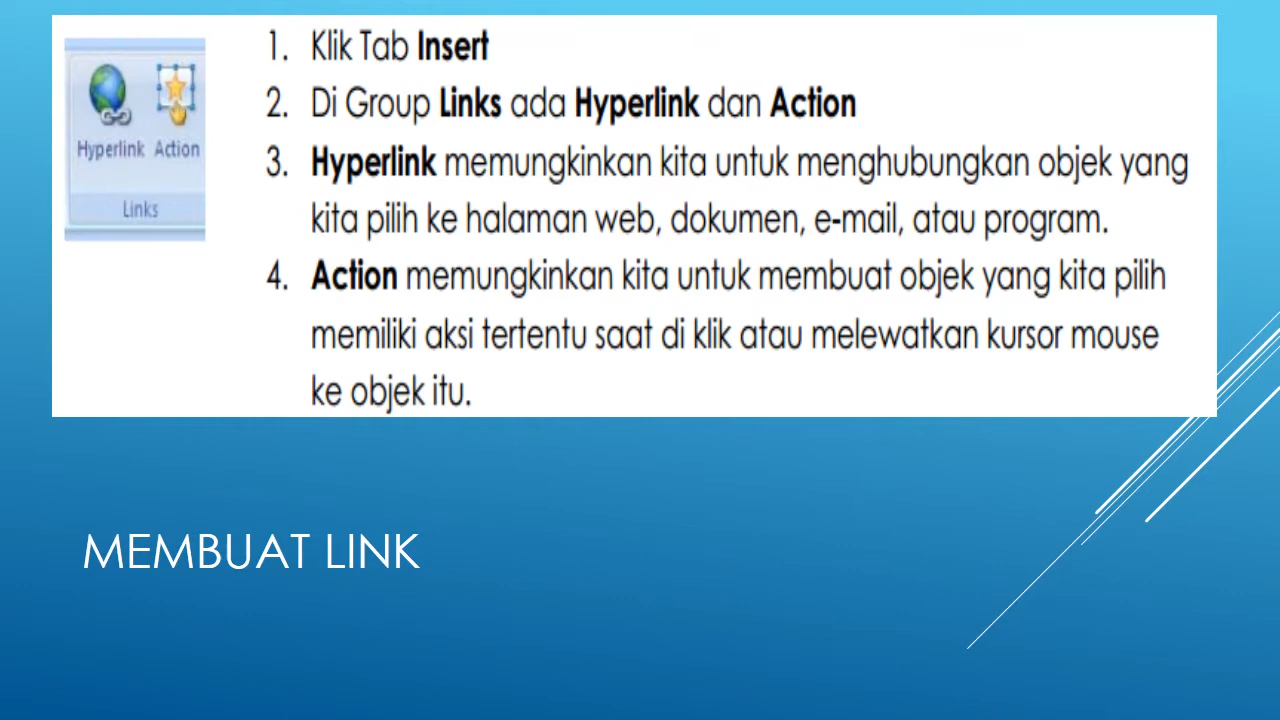 Hyperlink Action
Links
1. Klik Tab Insert
2. Di Group Links ada Hyperlink dan Action
3. Hyperlink memungkinkan kita untuk menghubungkan objek yang
kita pilih ke halaman web, dokumen, e-mail, atau program.
4. Action memungkinkan kita untuk membuat objek yang kita pilih
memiliki aksi tertentu saat di klik atau melewatkan kursor mouse
ke objek itu.
MEMBUAT LINK